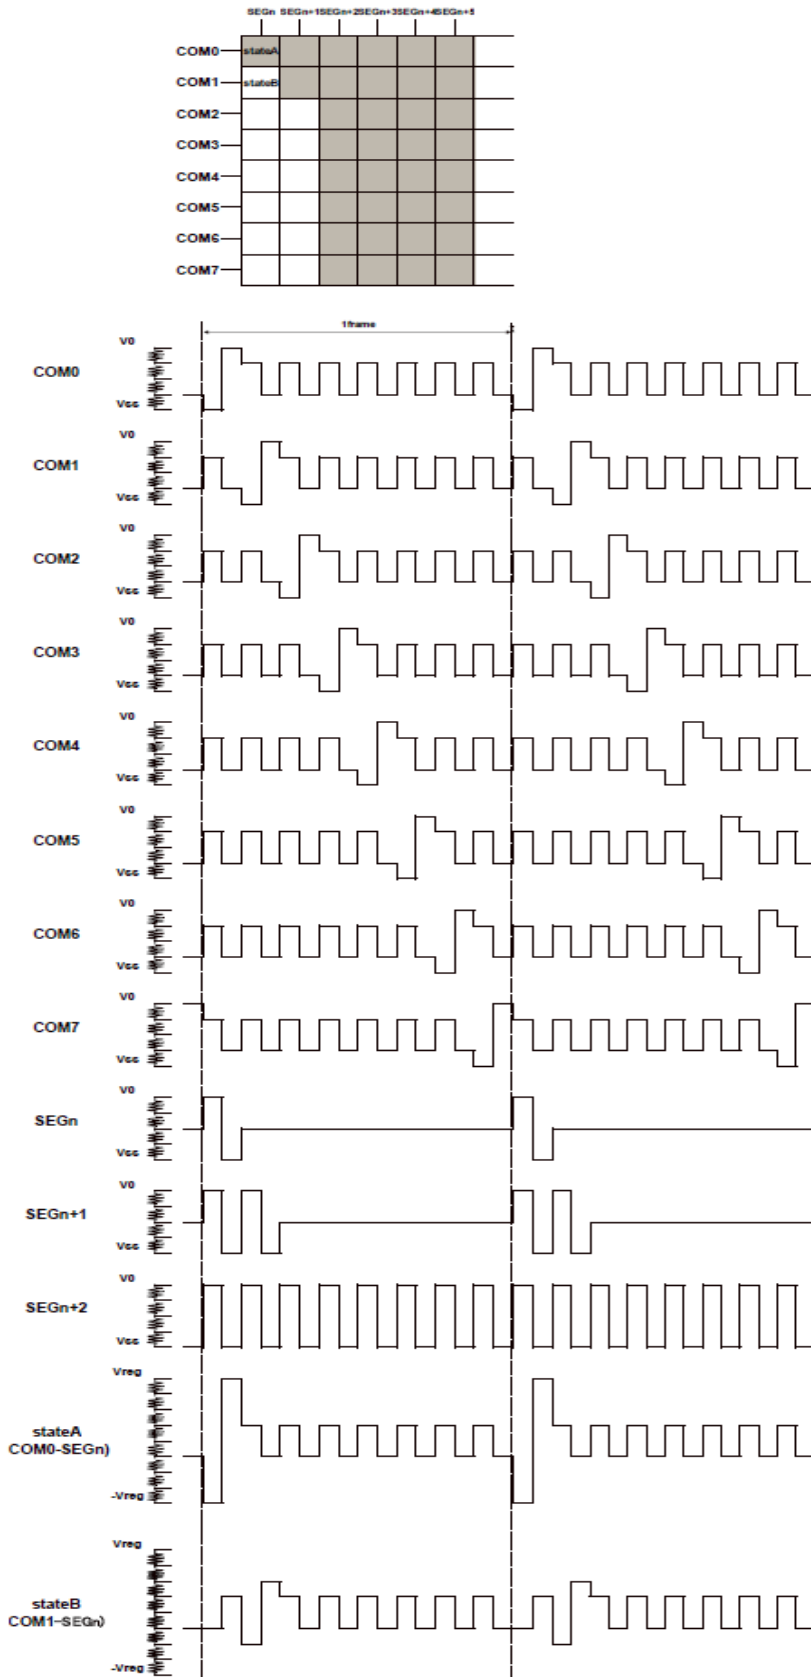 SEGn SEGn+1SEGn+2SEGn+3SEGn+4SEGn+5
COM0 stateA
COM1 stateB
COM2
COM3
COM4
COM5
COM6
COM7
1frame
V0
COM0
Vss
V0
COM1
Vss
V0
COM2
Vss
V0
COM3
Vss
V0
COM4
Vss
V0
COM5
Vss
V0
COM6
Vss
V0
COM7
Vss
V0
SEGn
Vss
V0
SEGn+1
Vss
V0
SEGn+2
Vss
Vreg
stateA
COM0-SEGn)
-Vreg
Vreg
stateB
COM1-SEGn)
-Vreg